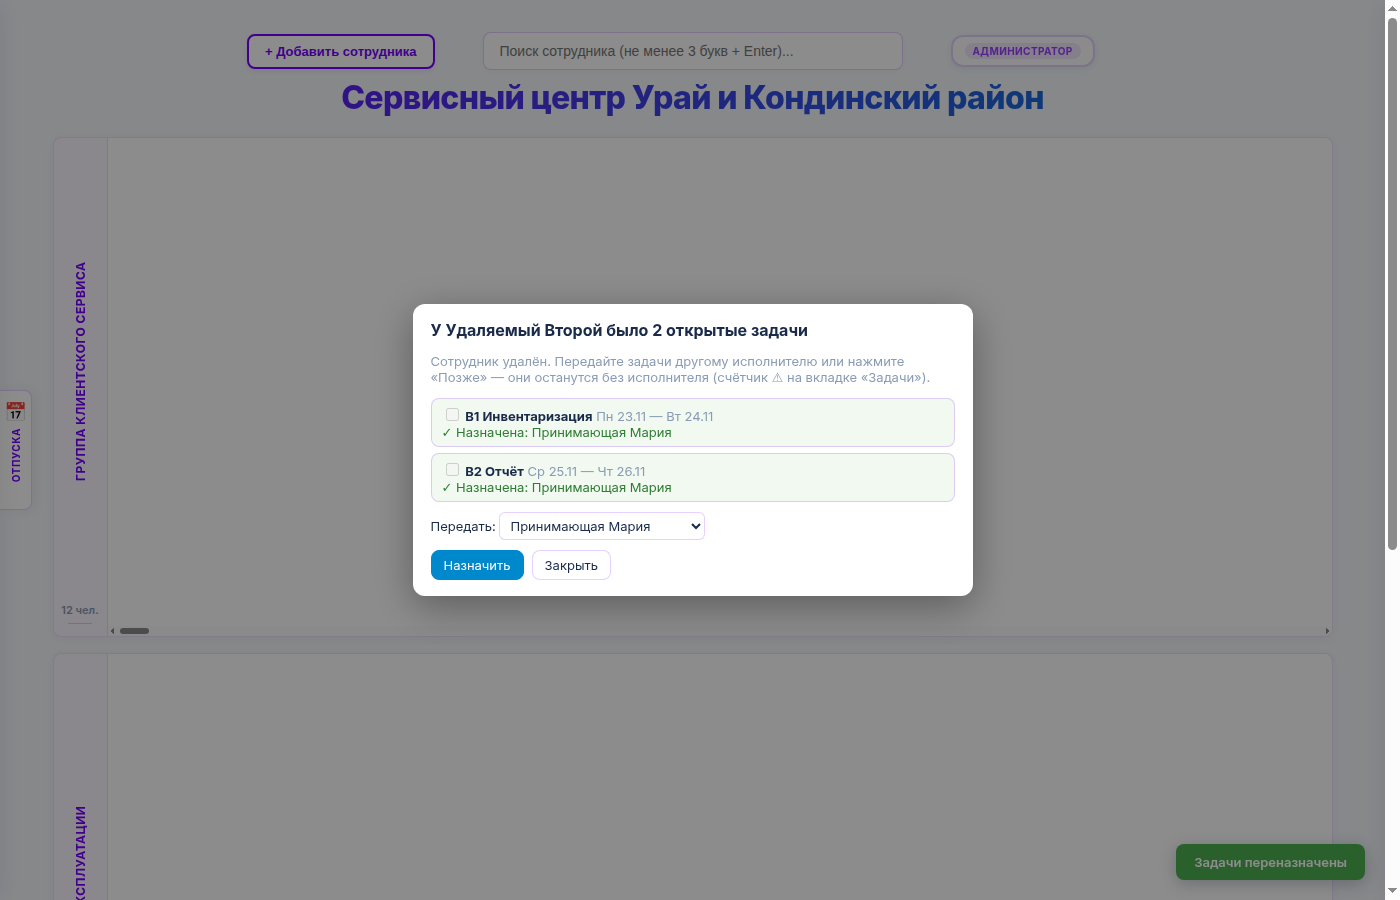 + Добавить сотрудника
Поиск сотрудника (не менее 3 букв + Enter)...
АДМИНИСТРАТОР
Сервисный центр Урай и Кондинский район
ГРУППА КЛИЕНТСКОГО СЕРВИСА
12 чел.
ОТПУСКА
У Удаляемый Второй было 2 открытые задачи
Сотрудник удалён. Передайте задачи другому исполнителю или нажмите
«Позже» — они останутся без исполнителя (счётчик ⚠ на вкладке «Задачи»).
В1 Инвентаризация Пн 23.11 — Вт 24.11
✓ Назначена: Принимающая Мария
В2 Отчёт Ср 25.11 — Чт 26.11
✓ Назначена: Принимающая Мария
Передать: Принимающая Мария
Назначить Закрыть
КСПЛУАТАЦИИ
Задачи переназначены